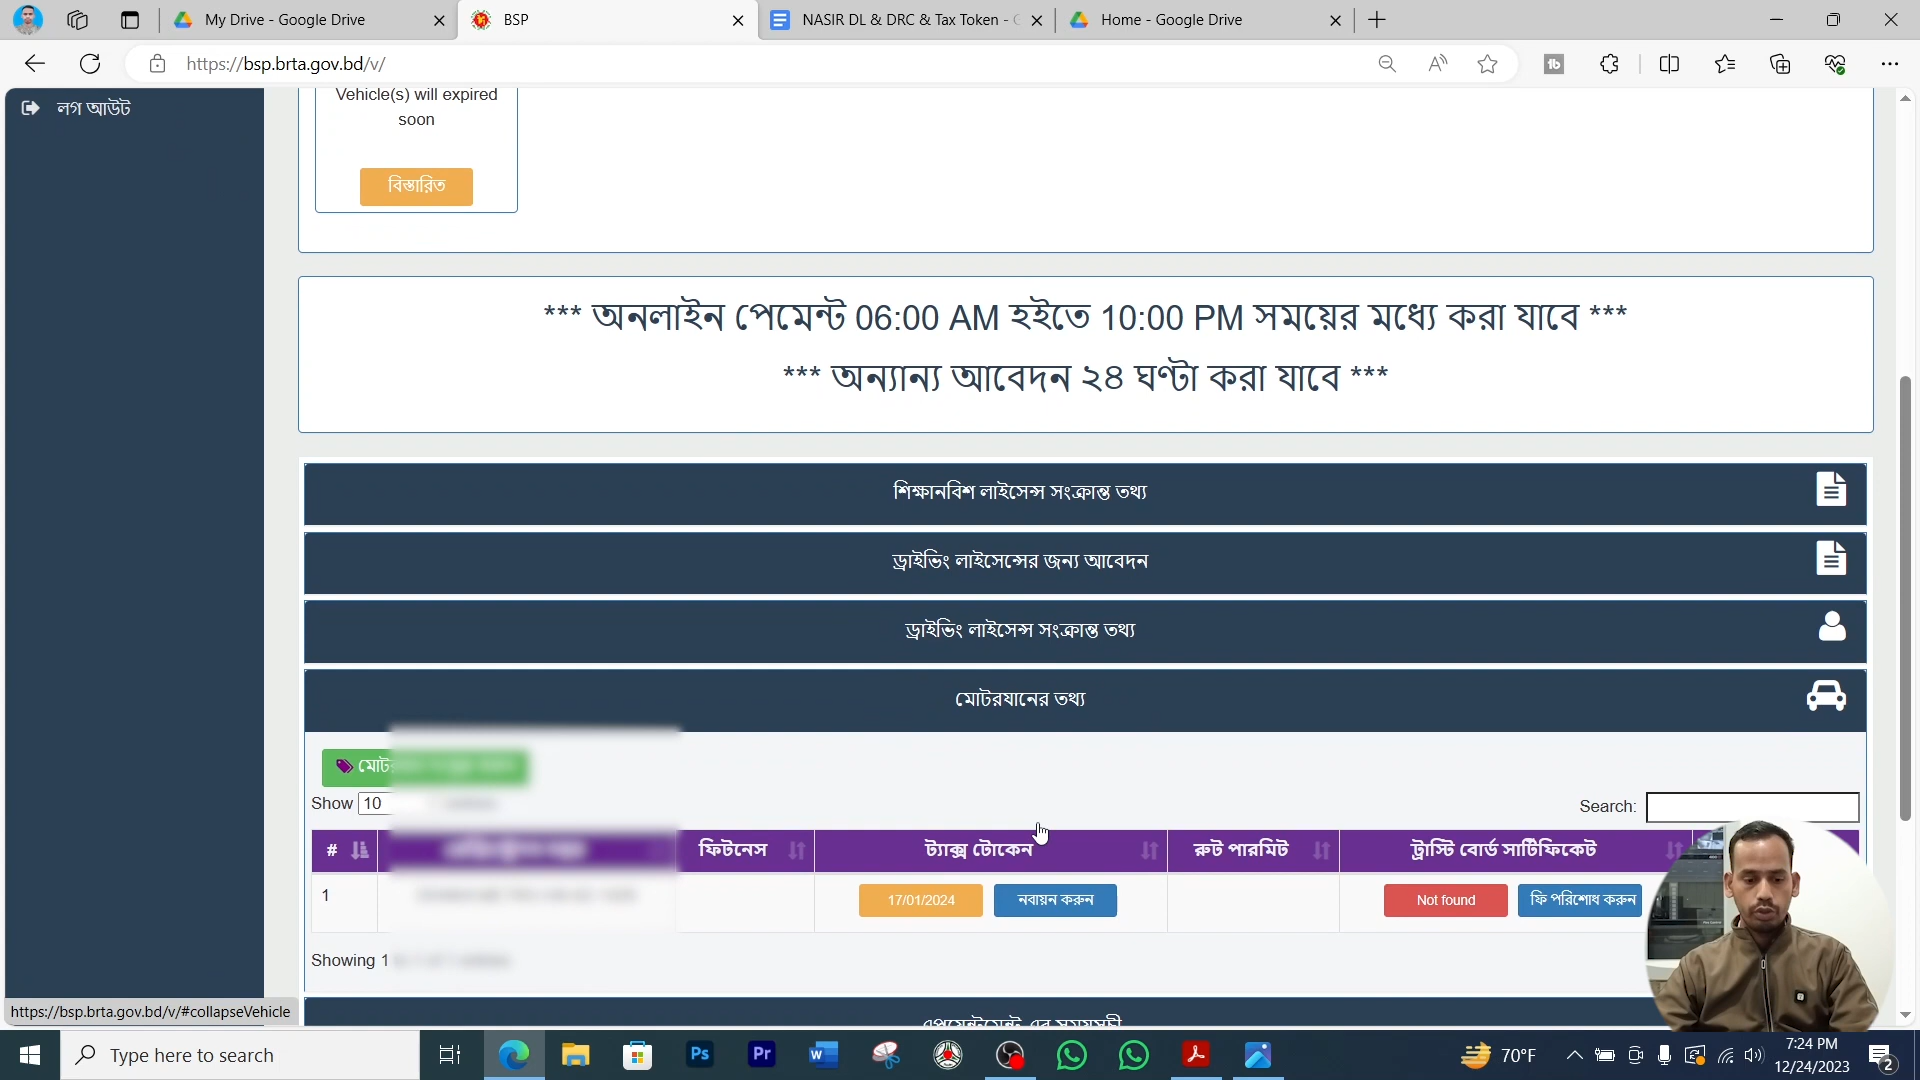 My Drive - Google Drive
BSP
NASIR DL & DRC & Tax Token -
Home - Google Drive
https://bsp.brta.gov.bd/v/
লগ আউট
Vehicle(s) will expired
soon
বিস্তারিত
*** অনলাইন পেমেন্ট 06:00 AM হইতে 10:00 PM সময়ের মধ্যে করা যাবে ***
*** অন্যান্য আবেদন ২৪ ঘণ্টা করা যাবে ***
শিক্ষানবিশ লাইসেন্স সংক্রান্ত তথ্য
ড্রাইভিং লাইসেন্সের জন্য আবেদন
ড্রাইভিং লাইসেন্স সংক্রান্ত তথ্য
মোটরযানের তথ্য
Show 10
Search:
# ফিটনেস ট্যাক্স টোকেন রুট পারমিট ট্রাস্টি বোর্ড সার্টিফিকেট
1 17/01/2024 নবায়ন করুন Not found ফি পরিশোধ করুন
Showing 1
https://bsp.brta.gov.bd/v/#collapseVehicle
Type here to search
Ps
Pr
70°F
7:24 PM
12/24/2023
2